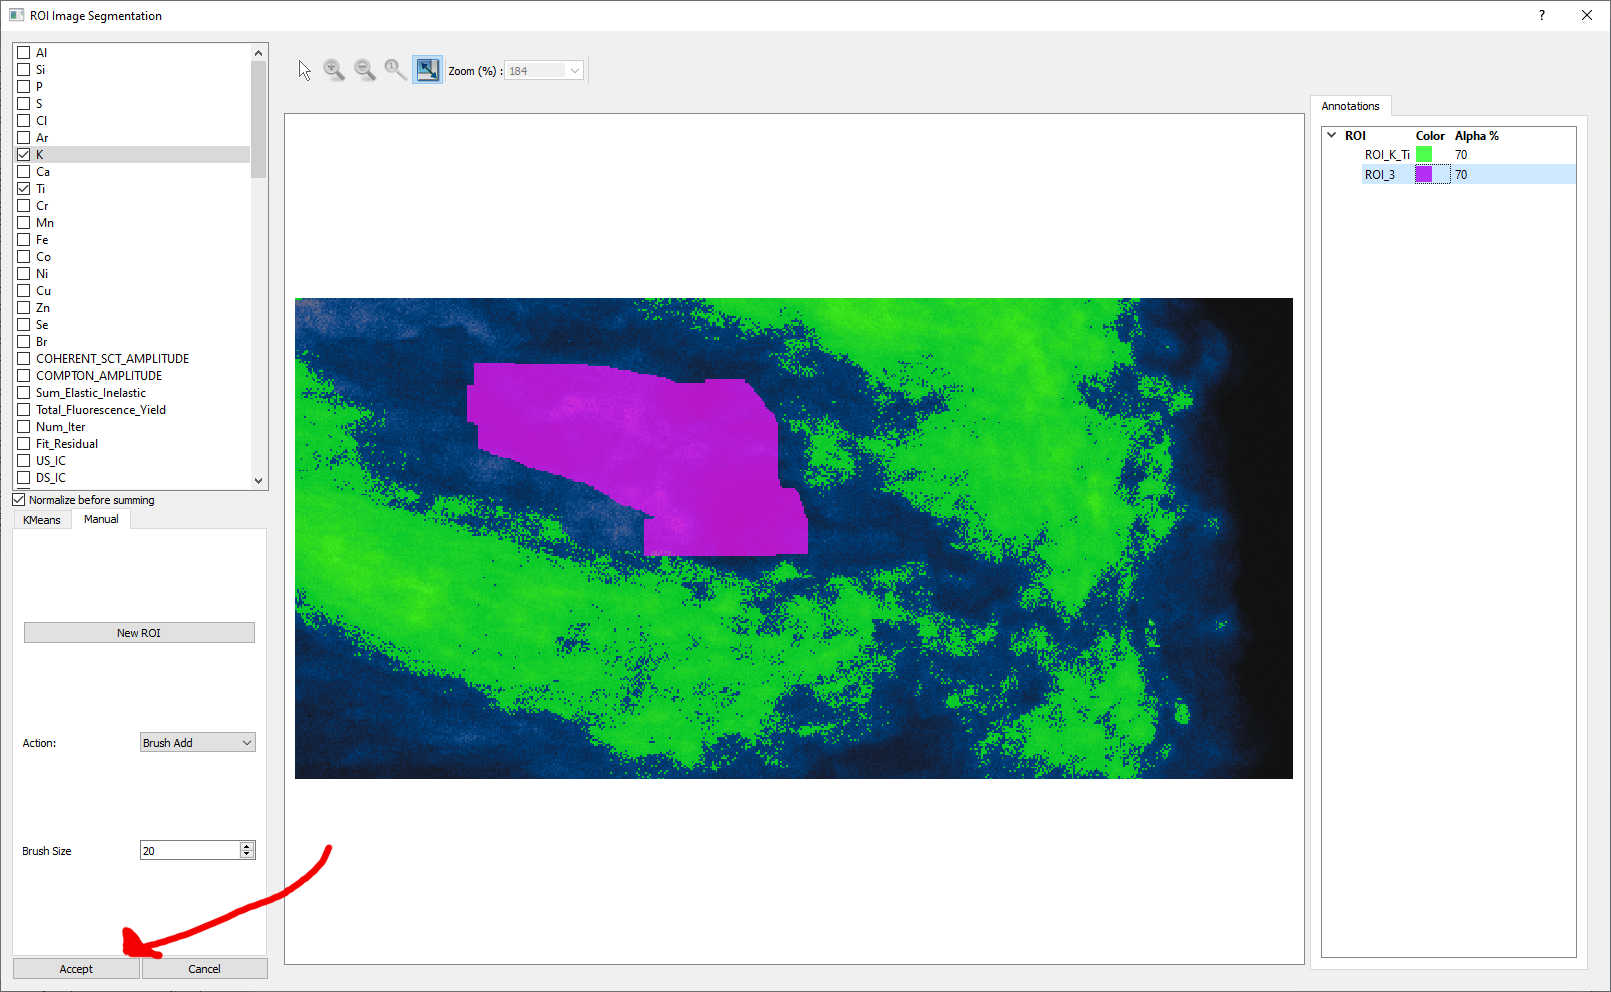 ROI Image Segmentation
?
Al
Si
P
S
Cl
Ar
K
Ca
Ti
Cr
Mn
Fe
Co
Ni
Cu
Zn
Se
Br
COHERENT_SCT_AMPLITUDE
COMPTON_AMPLITUDE
Sum_Elastic_Inelastic
Total_Fluorescence_Yield
Num_Iter
Fit_Residual
US_IC
DS_IC
Normalize before summing
KMeans Manual
New ROI
Action: Brush Add
Brush Size 20
Accept Cancel
1 Zoom (%) : 184
Annotations
ROI Color Alpha %
ROI_K_Ti 70
ROI_3 70